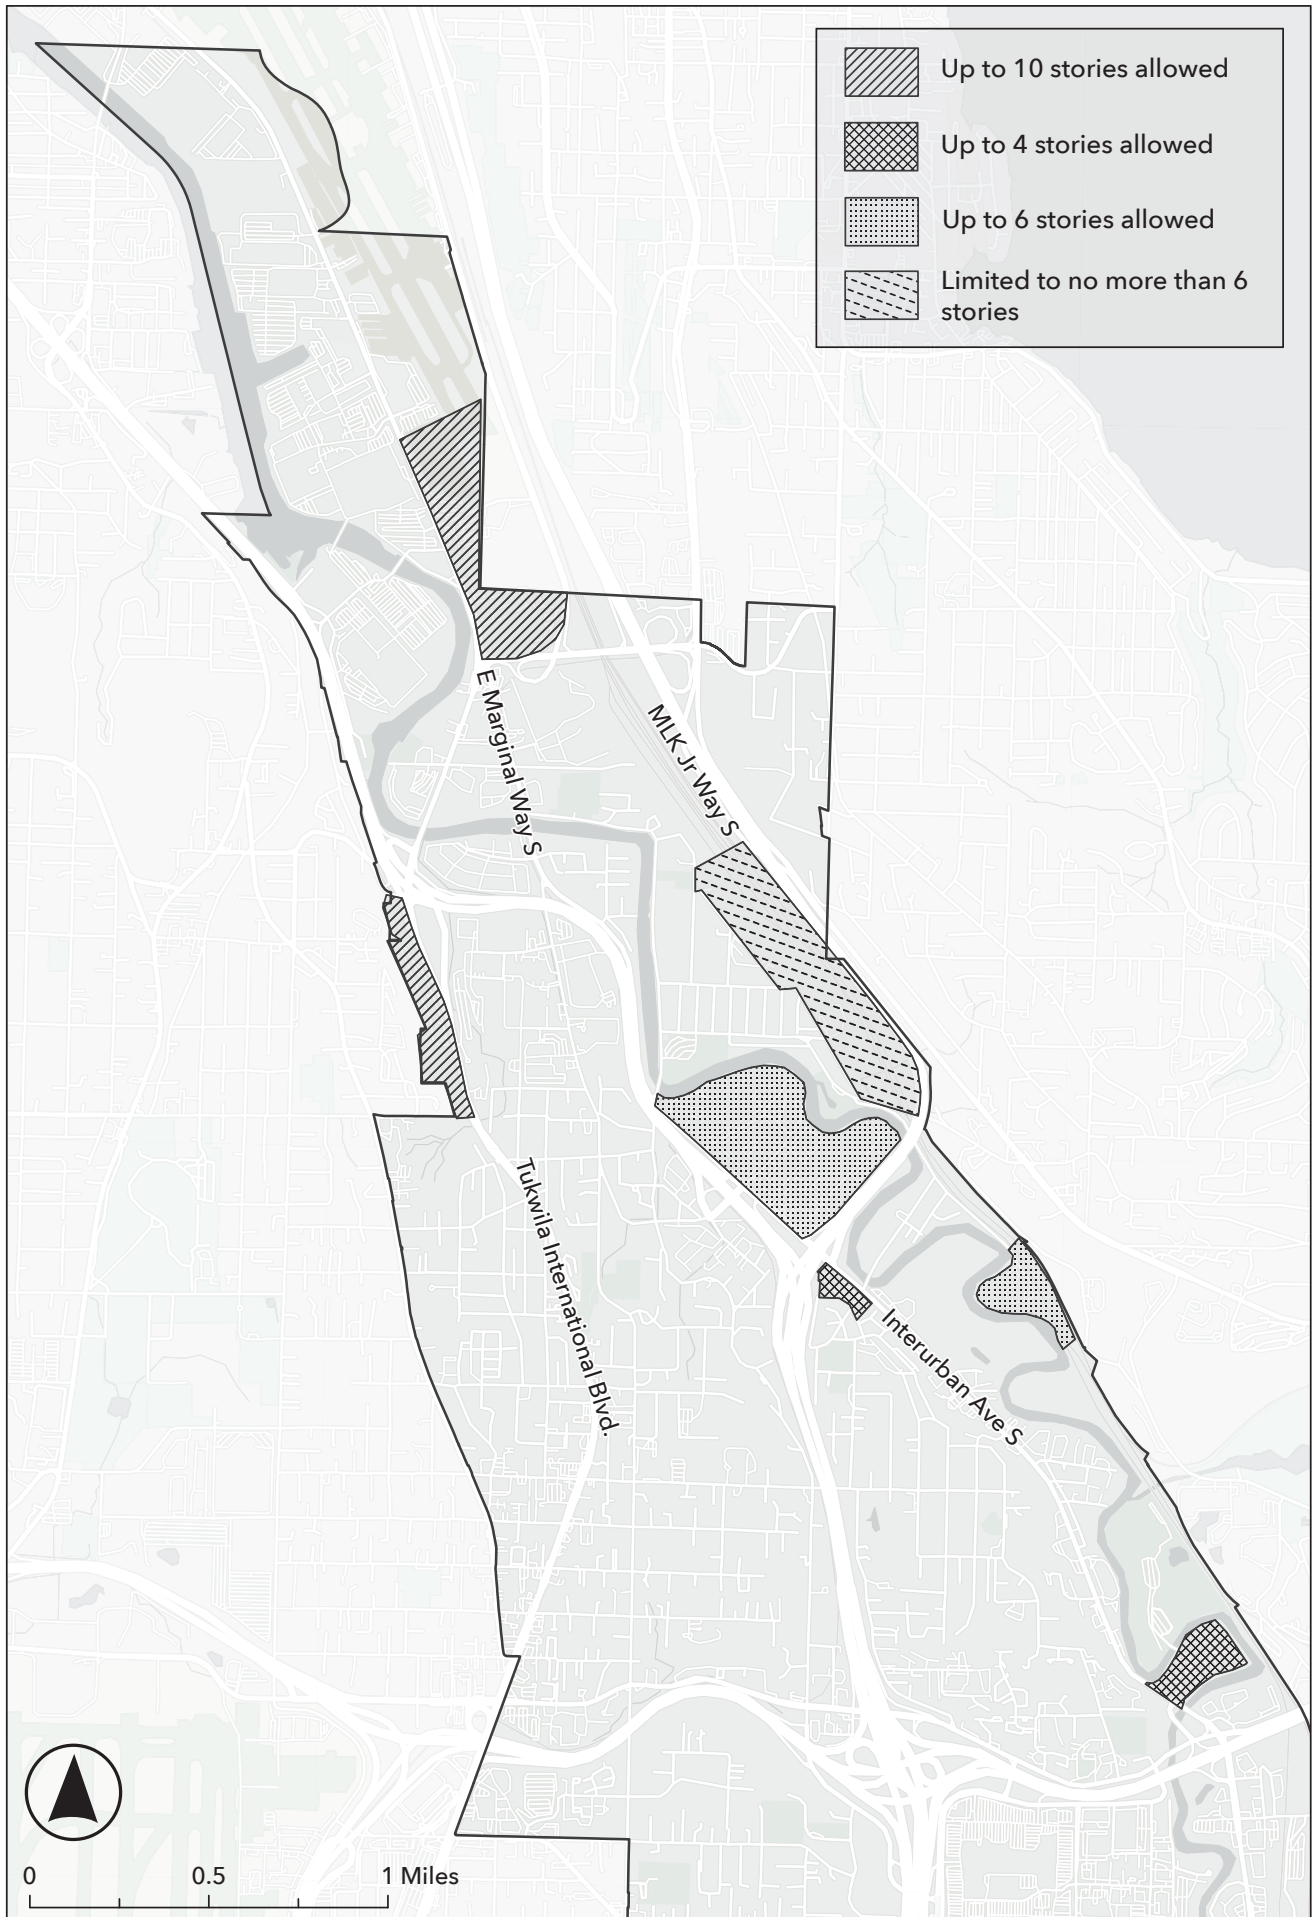 Up to 10 stories allowed
Up to 4 stories allowed
Up to 6 stories allowed
Limited to no more than 6
stories
E Marginal Way S
MLK Jr Way S
Tukwila International Blvd.
Interurban Ave S
0 0.5 1 Miles